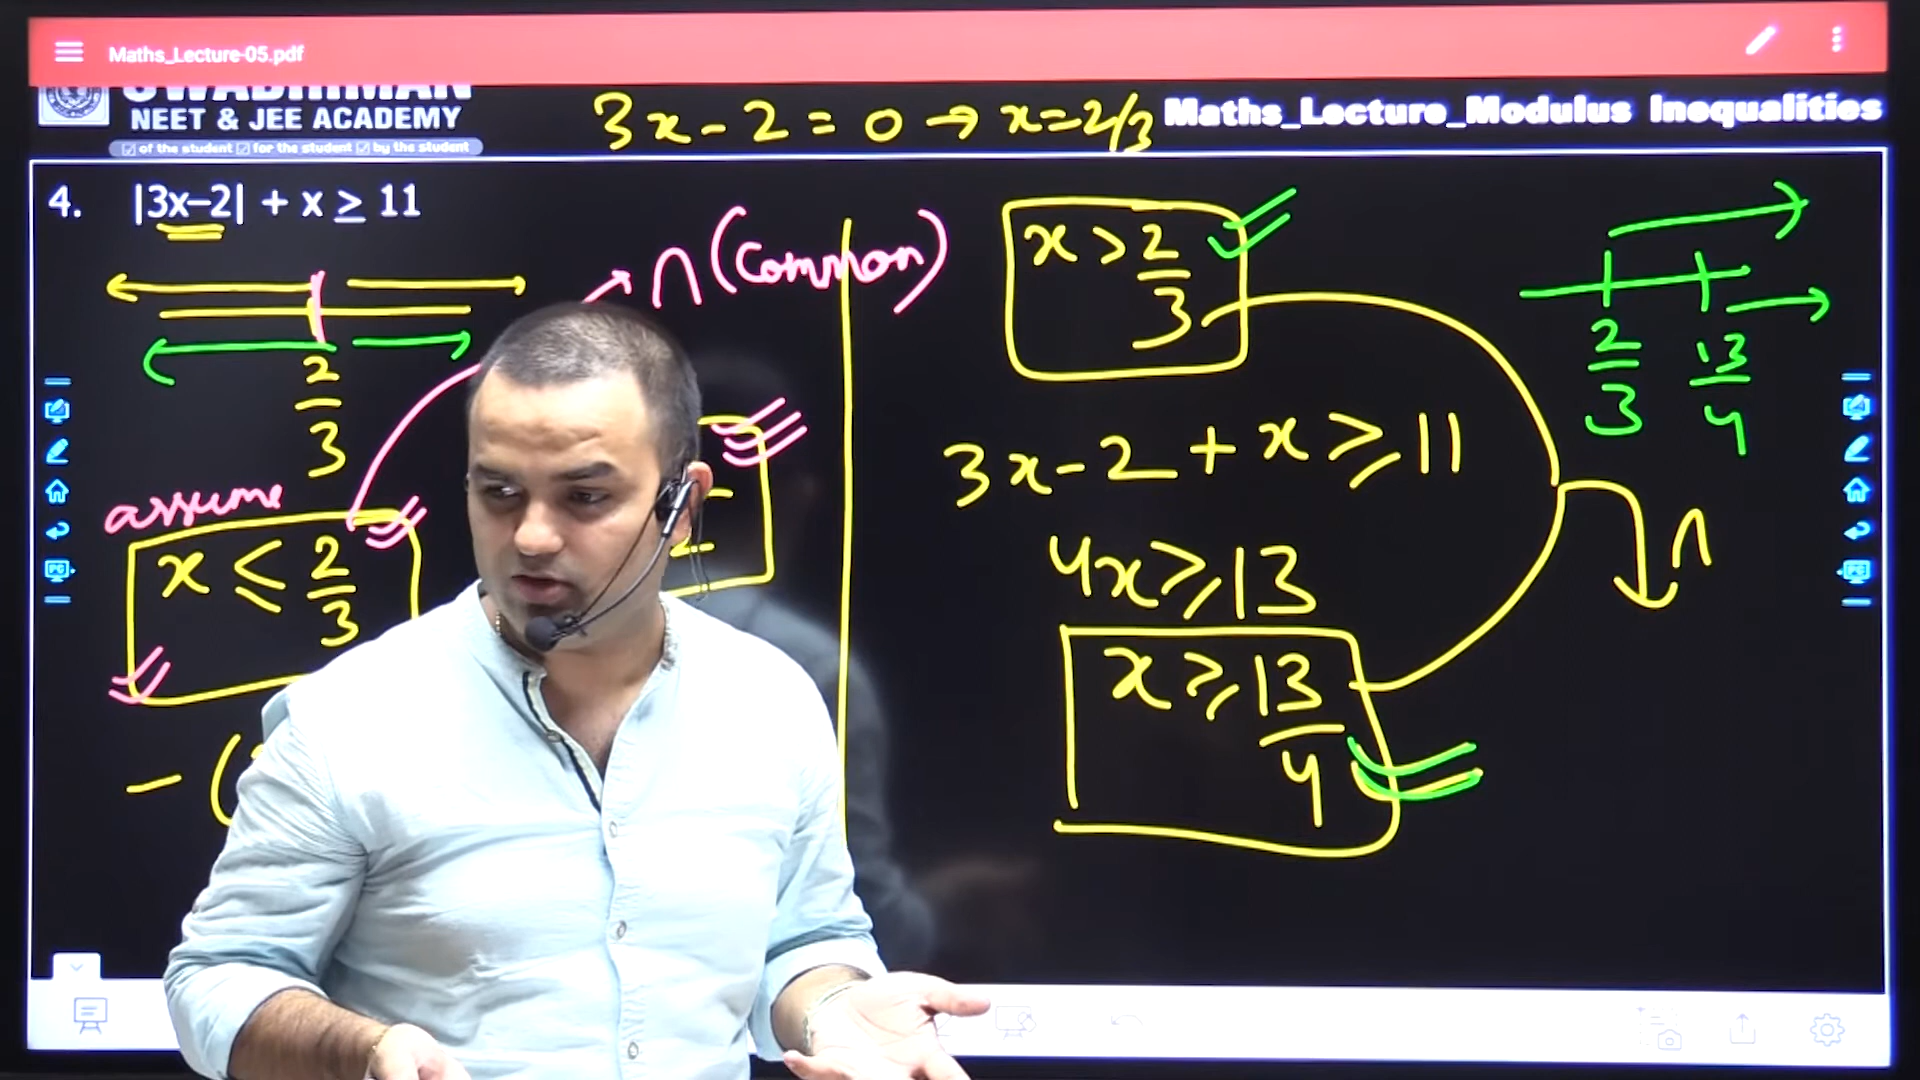 Maths_Lecture-05.pdf
NEET & JEE ACADEMY
☑ of the student ☑ for the student ☑ by the student
3x-2=0→x=2/3
Maths_Lecture_Modulus Inequalities
4. |3x–2| + x ≥ 11
→ ∩ (Common)
2/3
assume
x ≤ 2/3
- (
x > 2/3
3x-2+x≥11
4x≥13
x≥13/4
2/3 13/4
∩